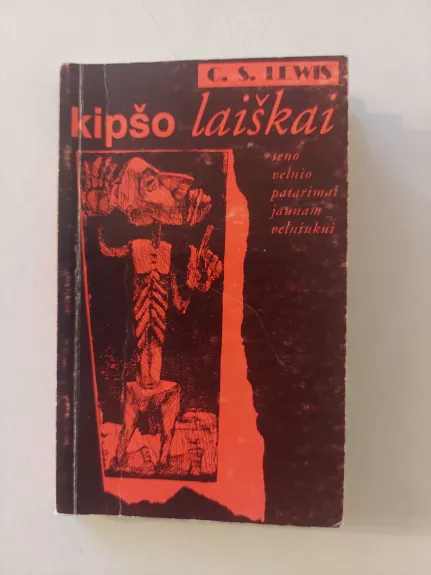 C. S. LEWIS
kipšo laiškai
seno
velnio
patarimai
jaunam
velniukui